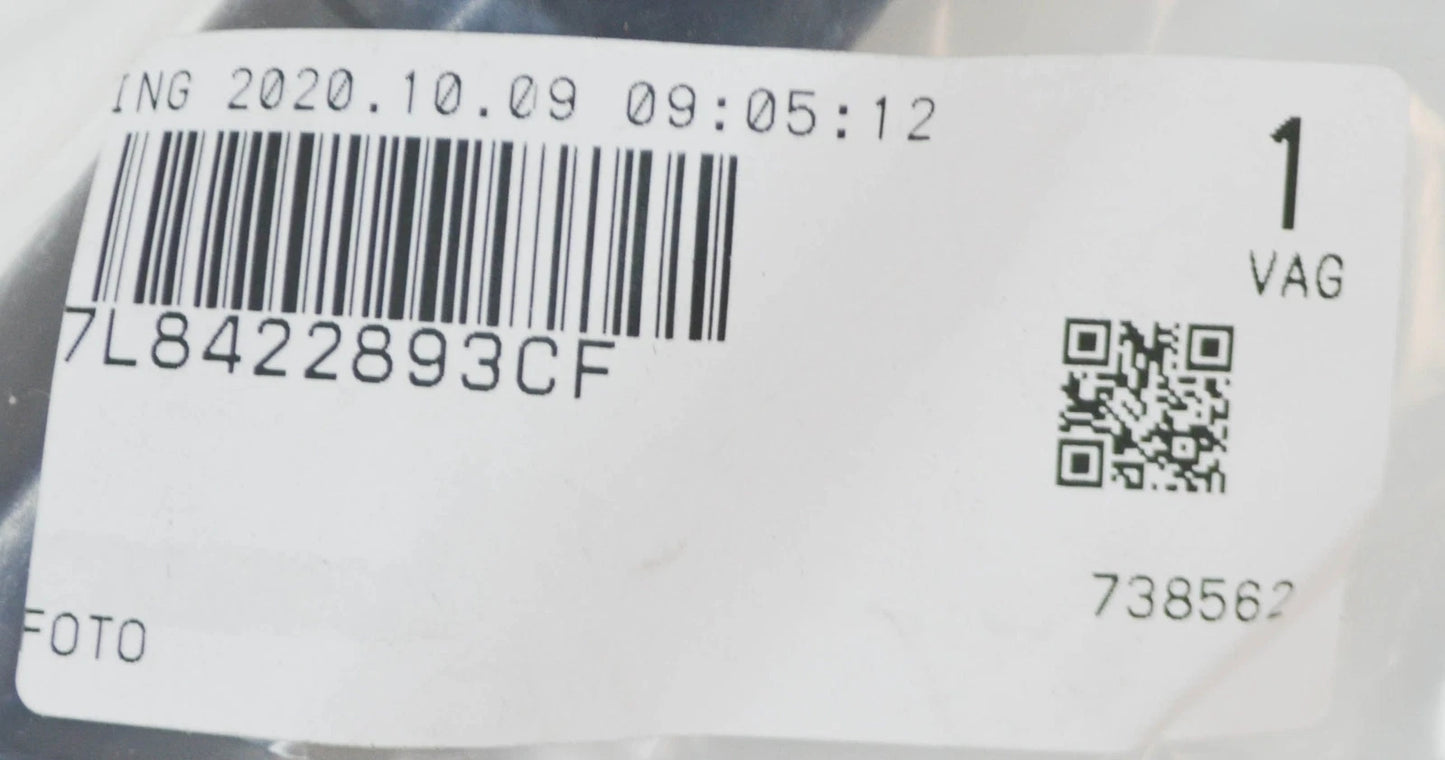 ING 2020.10.09 09:05:12
1
VAG
7L8422893CF
738562
FOTO